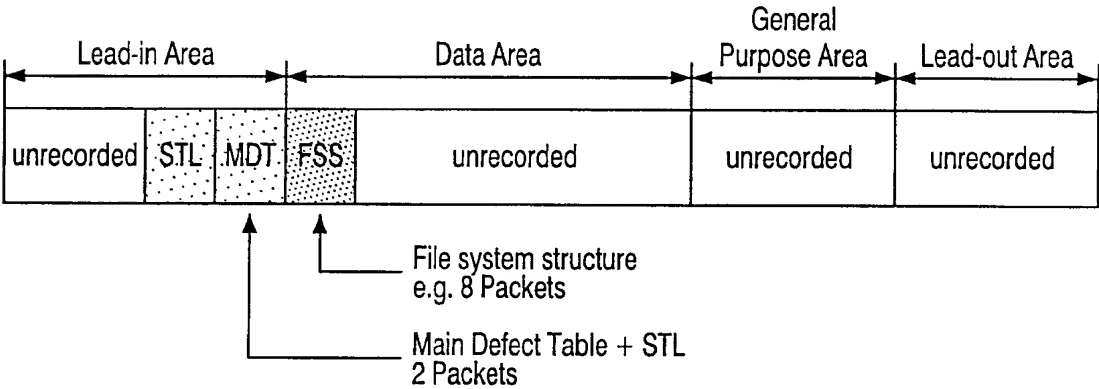 General
Lead-in Area Data Area Purpose Area Lead-out Area
unrecorded STL MDT FSS unrecorded unrecorded unrecorded
File system structure
e.g. 8 Packets
Main Defect Table + STL
2 Packets